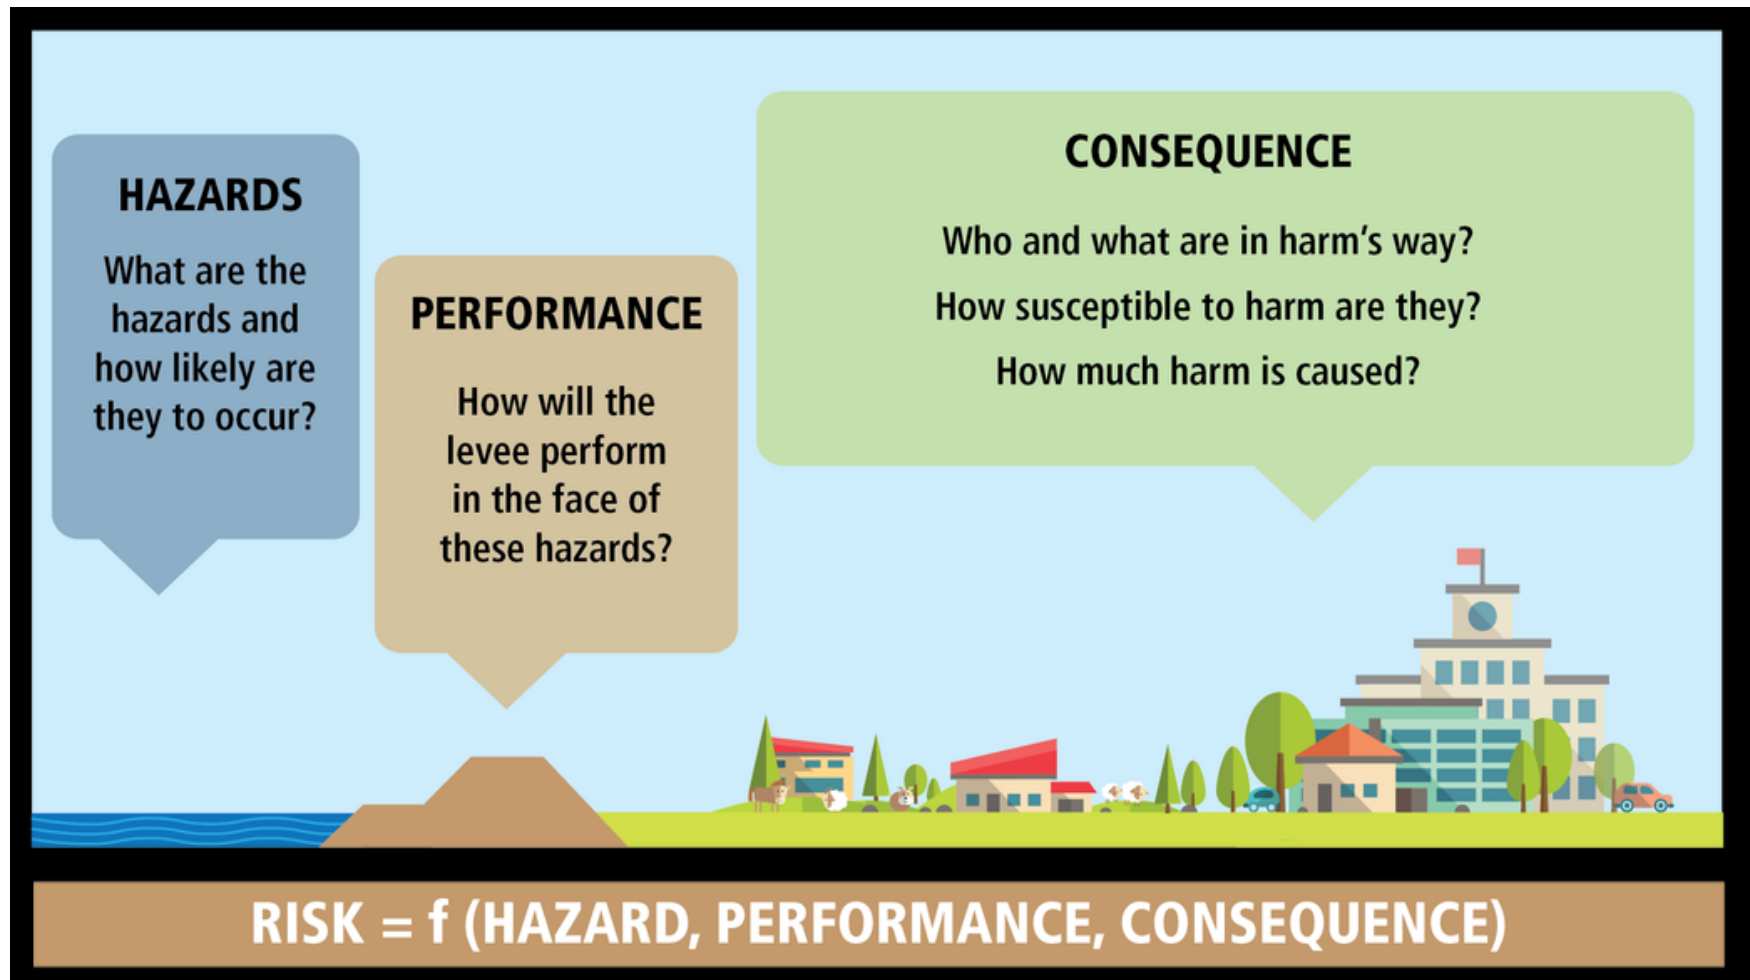 HAZARDS
What are the
hazards and
how likely are
they to occur?
PERFORMANCE
How will the
levee perform
in the face of
these hazards?
CONSEQUENCE
Who and what are in harm’s way?
How susceptible to harm are they?
How much harm is caused?
RISK = f (HAZARD, PERFORMANCE, CONSEQUENCE)